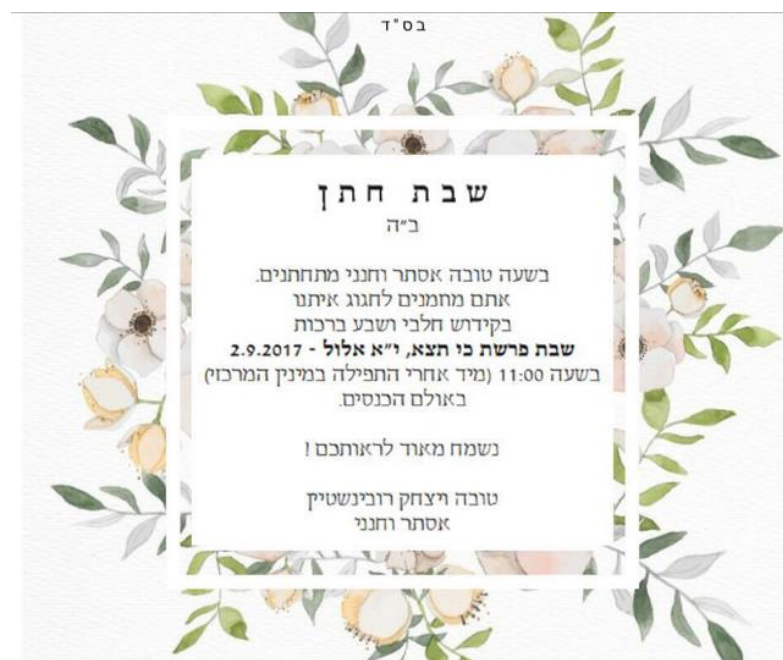 בס"ד
שבת חתן
ב"ה
בשעה טובה אסתר וחנני מתחתנים.
אתם מוזמנים לחגוג איתנו
בקידוש חלבי ושבע ברכות
שבת פרשת כי תצא, י"א אלול - 2.9.2017
בשעה 11:00 (מיד אחרי התפילה במינין המרכזי)
באולם הכנסים.
נשמח מאוד לראותכם !
טובה ויצחק רובינשטיין
אסתר וחנני